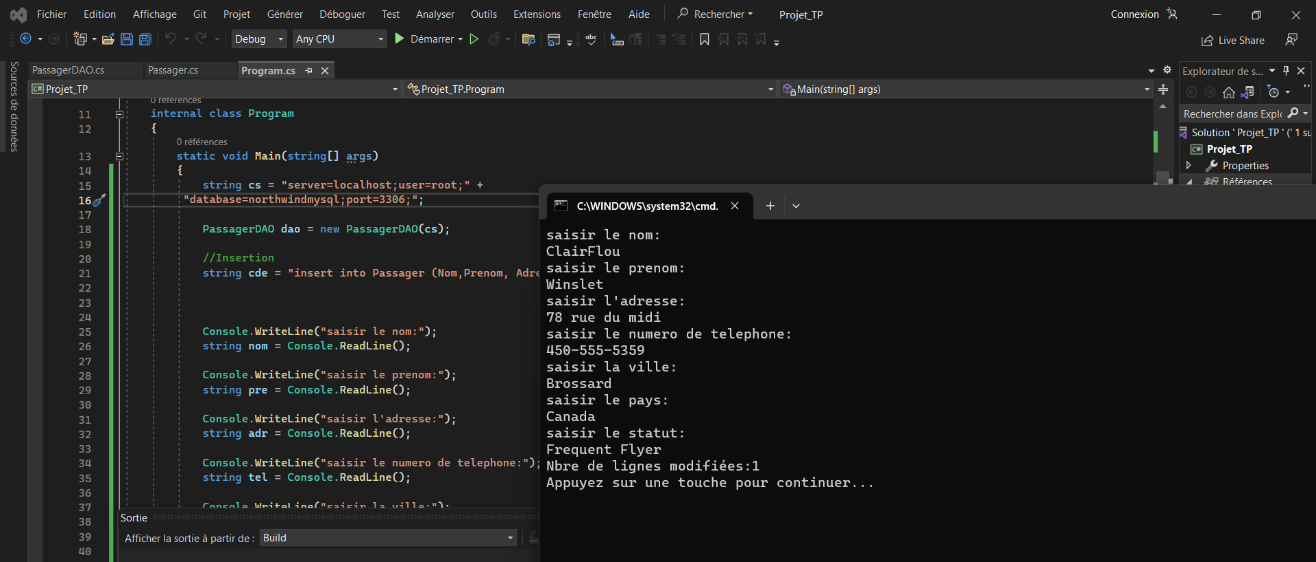 Fichier Edition Affichage Git Projet Générer Déboguer Test Analyser Outils Extensions Fenêtre Aide Rechercher Projet_TP Connexion
Debug Any CPU Démarrer Live Share
Sources de données
PassagerDAO.cs Passager.cs Program.cs
Projet_TP Projet_TP.Program Main(string[] args)
0 références
11 internal class Program
12 {
0 références
13 static void Main(string[] args)
14 {
15 string cs = "server=localhost;user=root;" +
16 "database=northwindmysql;port=3306;";
17
18 PassagerDAO dao = new PassagerDAO(cs);
19
20 //Insertion
21 string cde = "insert into Passager (Nom,Prenom, Adre
22
23
24
25 Console.WriteLine("saisir le nom:");
26 string nom = Console.ReadLine();
27
28 Console.WriteLine("saisir le prenom:");
29 string pre = Console.ReadLine();
30
31 Console.WriteLine("saisir l'adresse:");
32 string adr = Console.ReadLine();
33
34 Console.WriteLine("saisir le numero de telephone:");
35 string tel = Console.ReadLine();
36
37 Console.WriteLine("saisir la ville:");
38
39
40
Sortie
Afficher la sortie à partir de : Build
Explorateur de s...
Rechercher dans Explo
Solution ' Projet_TP ' (' 1 su
Projet_TP
Properties
Références
C:\WINDOWS\system32\cmd.
saisir le nom:
ClairFlou
saisir le prenom:
Winslet
saisir l'adresse:
78 rue du midi
saisir le numero de telephone:
450-555-5359
saisir la ville:
Brossard
saisir le pays:
Canada
saisir le statut:
Frequent Flyer
Nbre de lignes modifiées:1
Appuyez sur une touche pour continuer...